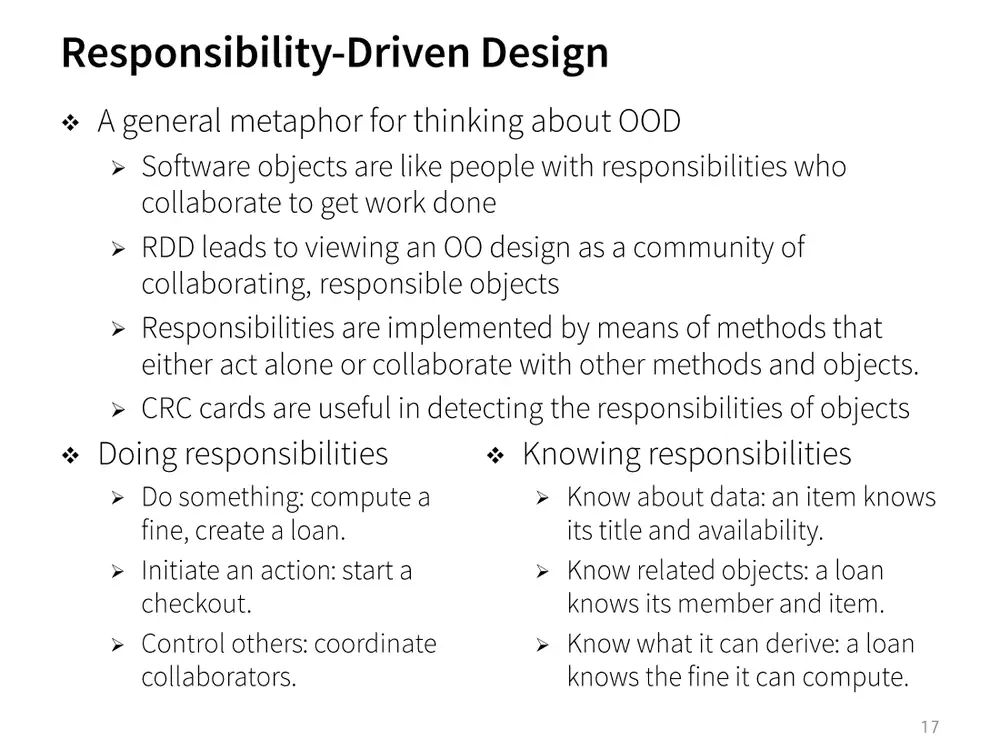 Responsibility-Driven Design
❖ A general metaphor for thinking about OOD
➢ Software objects are like people with responsibilities who
collaborate to get work done
➢ RDD leads to viewing an OO design as a community of
collaborating, responsible objects
➢ Responsibilities are implemented by means of methods that
either act alone or collaborate with other methods and objects.
➢ CRC cards are useful in detecting the responsibilities of objects
❖ Doing responsibilities
➢ Do something: compute a
fine, create a loan.
➢ Initiate an action: start a
checkout.
➢ Control others: coordinate
collaborators.
❖ Knowing responsibilities
➢ Know about data: an item knows
its title and availability.
➢ Know related objects: a loan
knows its member and item.
➢ Know what it can derive: a loan
knows the fine it can compute.
17